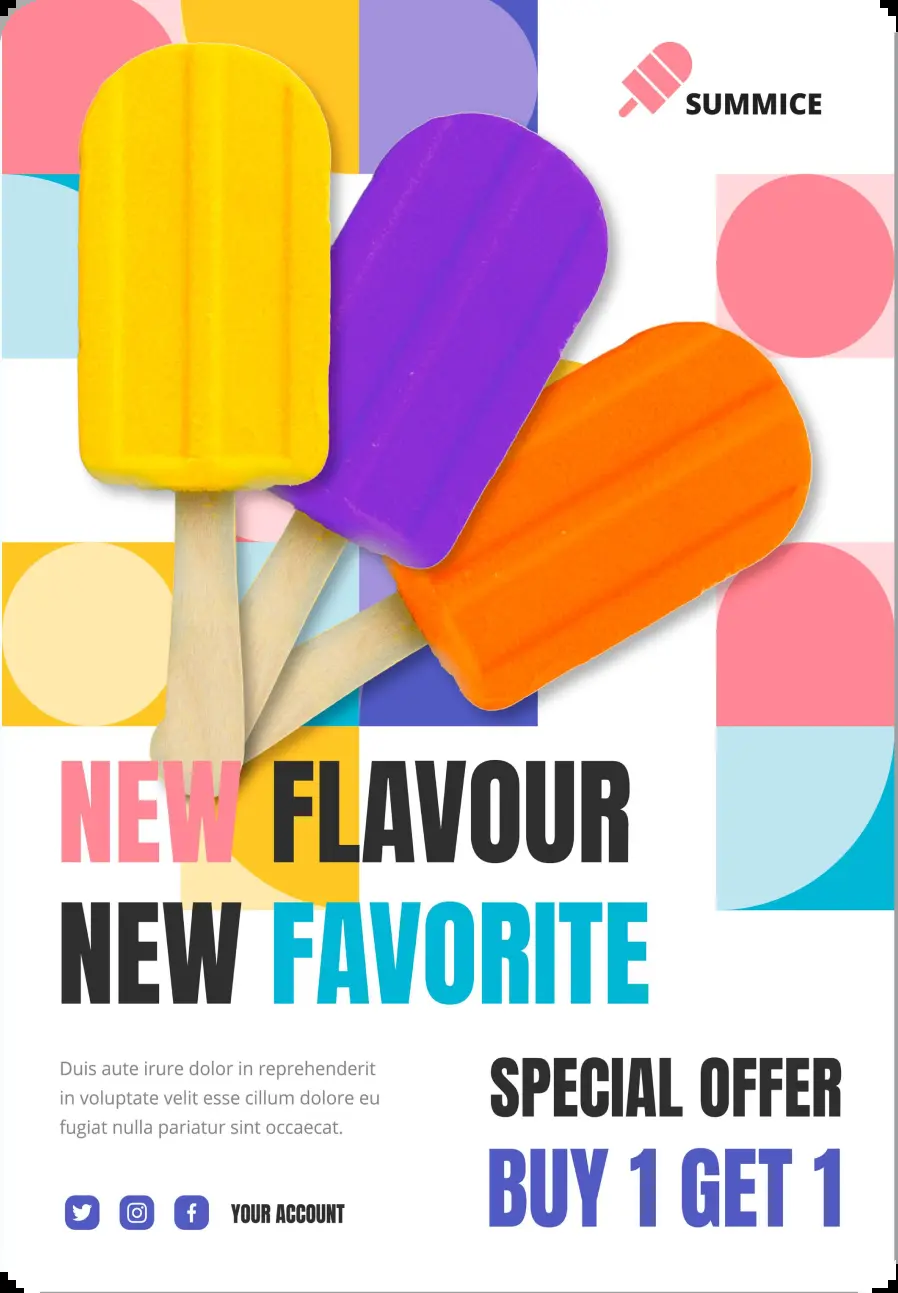 SUMMICE
NEW FLAVOUR
NEW FAVORITE
Duis aute irure dolor in reprehenderit
in voluptate velit esse cillum dolore eu
fugiat nulla pariatur sint occaecat.
SPECIAL OFFER
BUY 1 GET 1
YOUR ACCOUNT